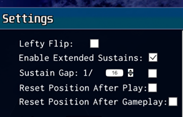 Settings
Lefty Flip:
Enable Extended Sustains:
Sustain Gap: 1/ 16
Reset Position After Play:
Reset Position After Gameplay: